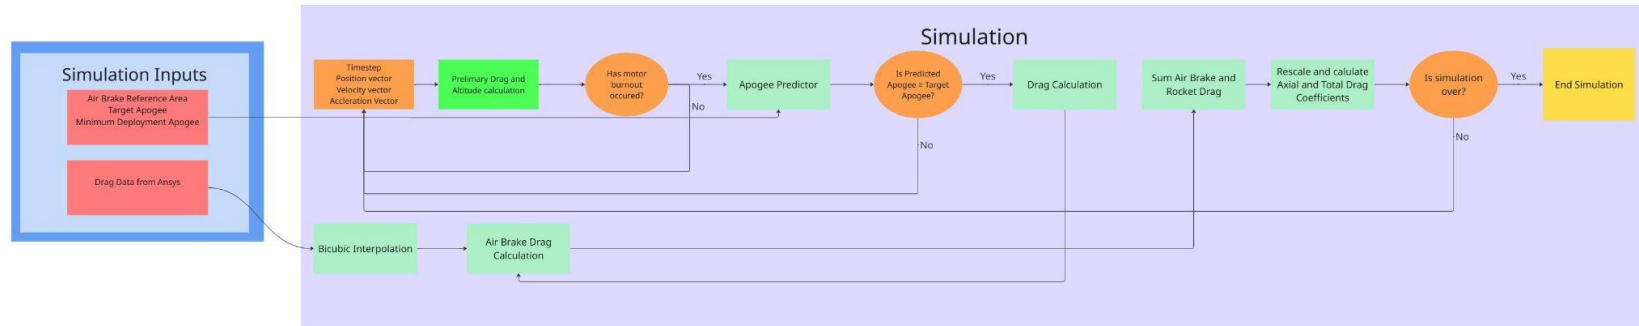 Simulation
Simulation Inputs
Air Brake Reference Area
Target Apogee
Minimum Deployment Apogee
Drag Data from Ansys
Timestep
Position vector
Velocity vector
Accleration Vector
Prelimary Drag and
Altitude calculation
Has motor
burnout
occured?
Yes
No
Apogee Predictor
Is Predicted
Apogee ≥ Target
Apogee?
Yes
No
Drag Calculation
Sum Air Brake and
Rocket Drag
Rescale and calulate
Axial and Total Drag
Coefficients
Is simulation
over?
Yes
No
End Simulation
Bicubic Interpolation
Air Brake Drag
Calculation